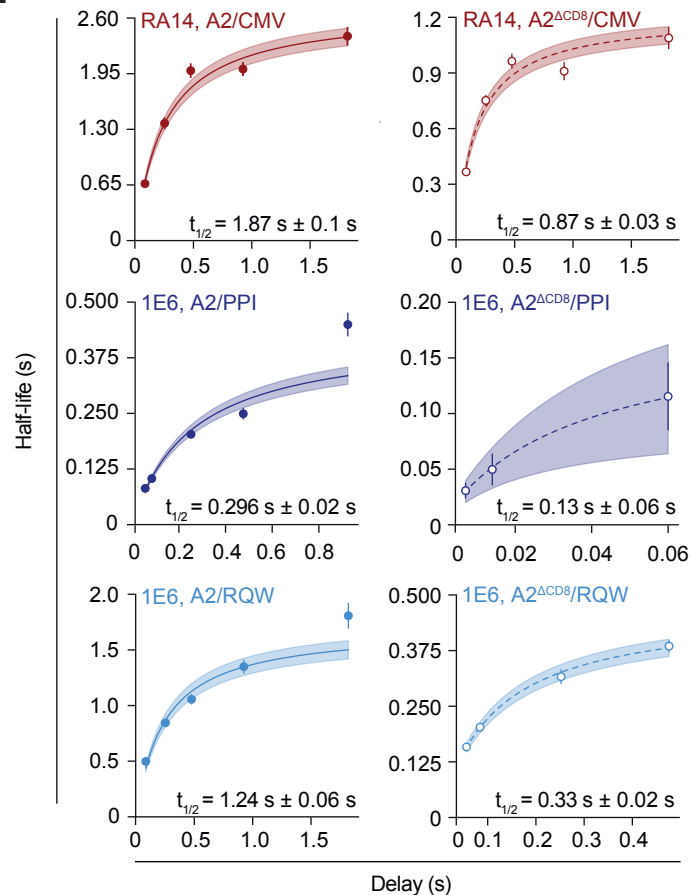 RA14, A2/CMV
2.60
1.95
1.30
0.65
0
t1/2 = 1.87 s ± 0.1 s
0 0.5 1.0 1.5
RA14, A2ΔCD8/CMV
1.2
0.9
0.6
0.3
0
t1/2 = 0.87 s ± 0.03 s
0 0.5 1.0 1.5
1E6, A2/PPI
0.500
0.375
0.250
0.125
0
t1/2 = 0.296 s ± 0.02 s
0 0.2 0.4 0.6 0.8
1E6, A2ΔCD8/PPI
0.20
0.15
0.10
0.05
0
t1/2 = 0.13 s ± 0.06 s
0 0.02 0.04 0.06
1E6, A2/RQW
2.0
1.5
1.0
0.5
0
t1/2 = 1.24 s ± 0.06 s
0 0.5 1.0 1.5
1E6, A2ΔCD8/RQW
0.500
0.375
0.250
0.125
0
t1/2 = 0.33 s ± 0.02 s
0 0.1 0.2 0.4
Half-life (s)
Delay (s)